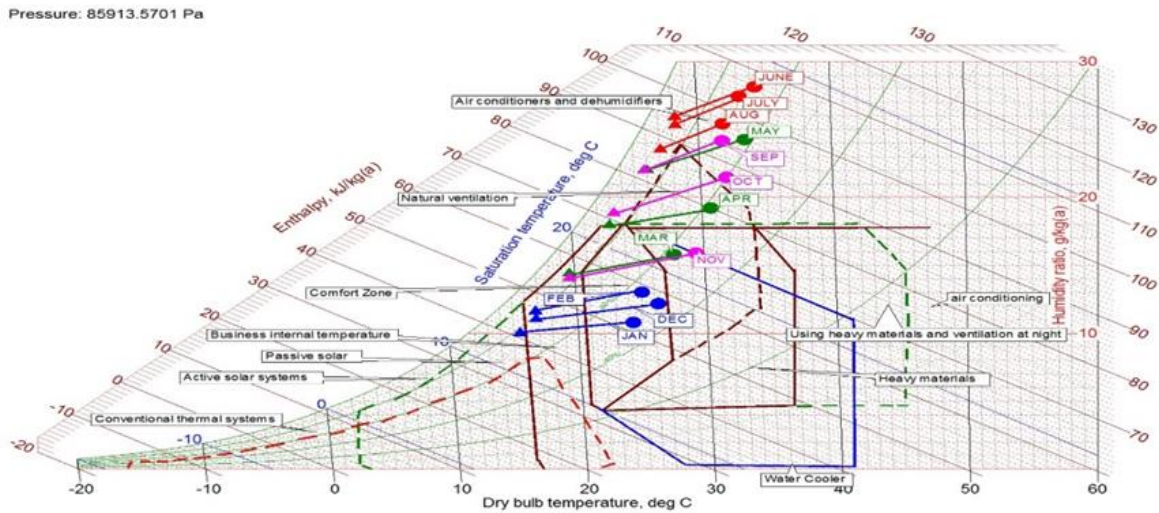 Pressure: 85913.5701 Pa
110
120
130
100
30
90
JUNE
JULY
Air conditioners and dehumidifiers
AUG
80
MAY
130
SEP
70
Enthalpy, kJ/kg(a)
Saturation temperature, deg C
60
Natural ventilation
OCT
120
20
APR
50
20
MAR
110
40
NOV
Humidity ratio, g/kg(a)
30
Comfort Zone
FEB
100
air conditioning
20
DEC
Business internal temperature
JAN
10
90
Using heavy materials and ventilation at night
10
Passive solar
10
Active solar systems
Heavy materials
0
80
Conventional thermal systems
0
-10
-10
70
-20
Water Cooler
-20
-10
0
10
20
30
40
50
60
Dry bulb temperature, deg C